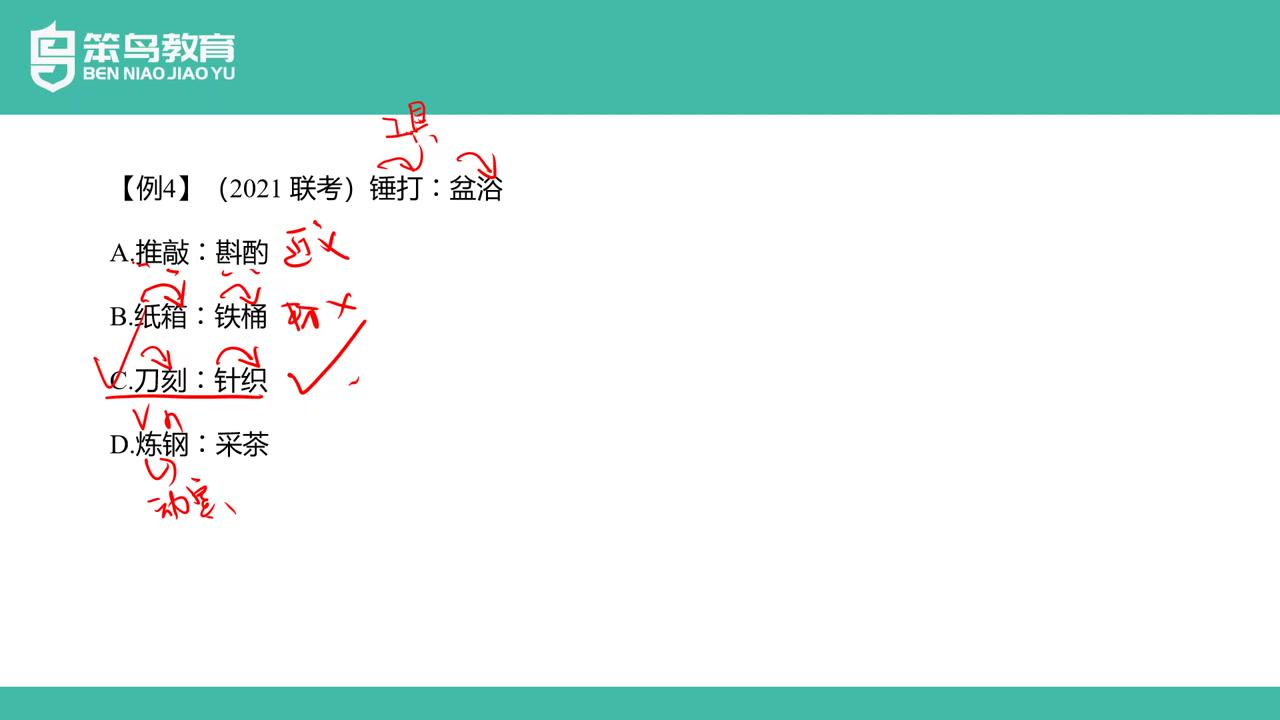 笨鸟教育
BEN NIAO JIAO YU
工具
【例4】（2021 联考）锤打：盆浴
A.推敲：斟酌 近义
B.纸箱：铁桶
C.刀刻：针织
V n
D.炼钢：采茶
动宾